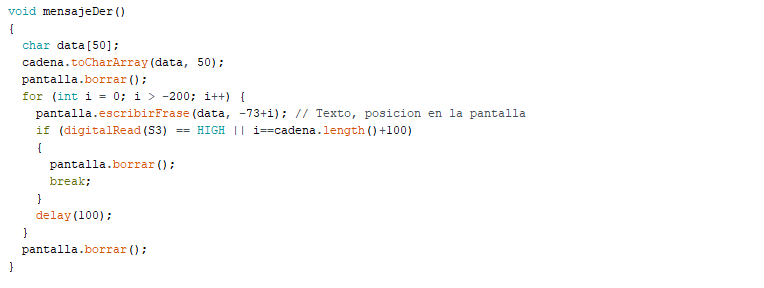 void mensajeDer()
{
  char data[50];
  cadena.toCharArray(data, 50);
  pantalla.borrar();
  for (int i = 0; i > -200; i++) {
    pantalla.escribirFrase(data, -73+i); // Texto, posicion en la pantalla
    if (digitalRead(S3) == HIGH || i==cadena.length()+100)
    {
      pantalla.borrar();
      break;
    }
    delay(100);
  }
  pantalla.borrar();
}